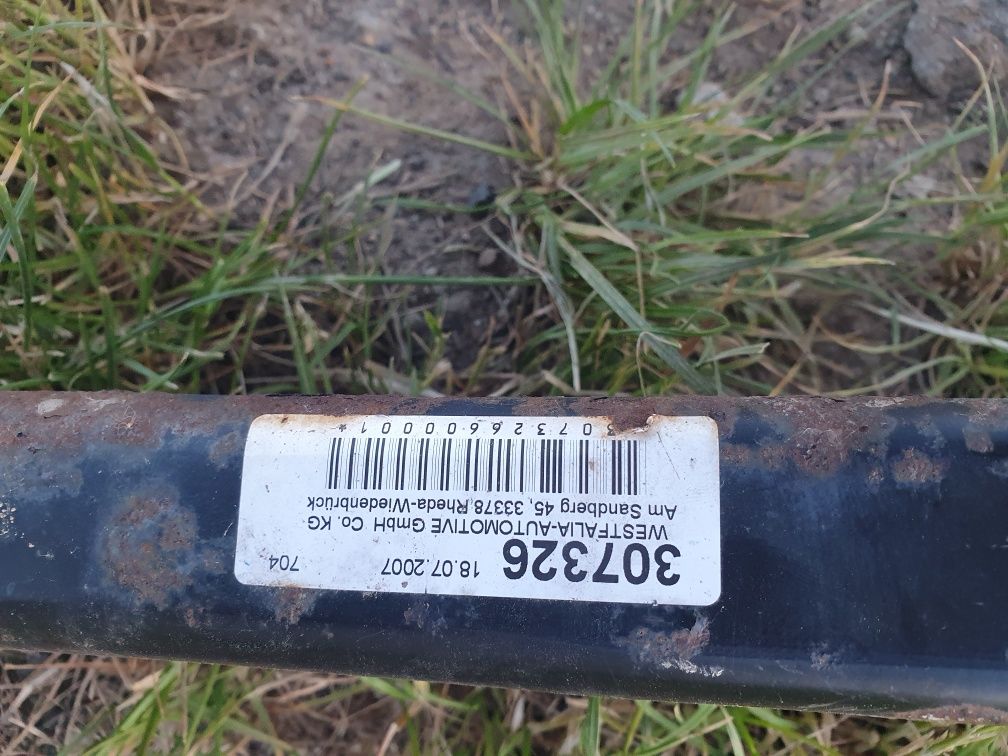 307326 18.07.2007 704
WESTFALIA-AUTOMOTIVE GmbH Co. KG
Am Sandberg 45, 33378 Rheda-Wiedenbrück
307326600001